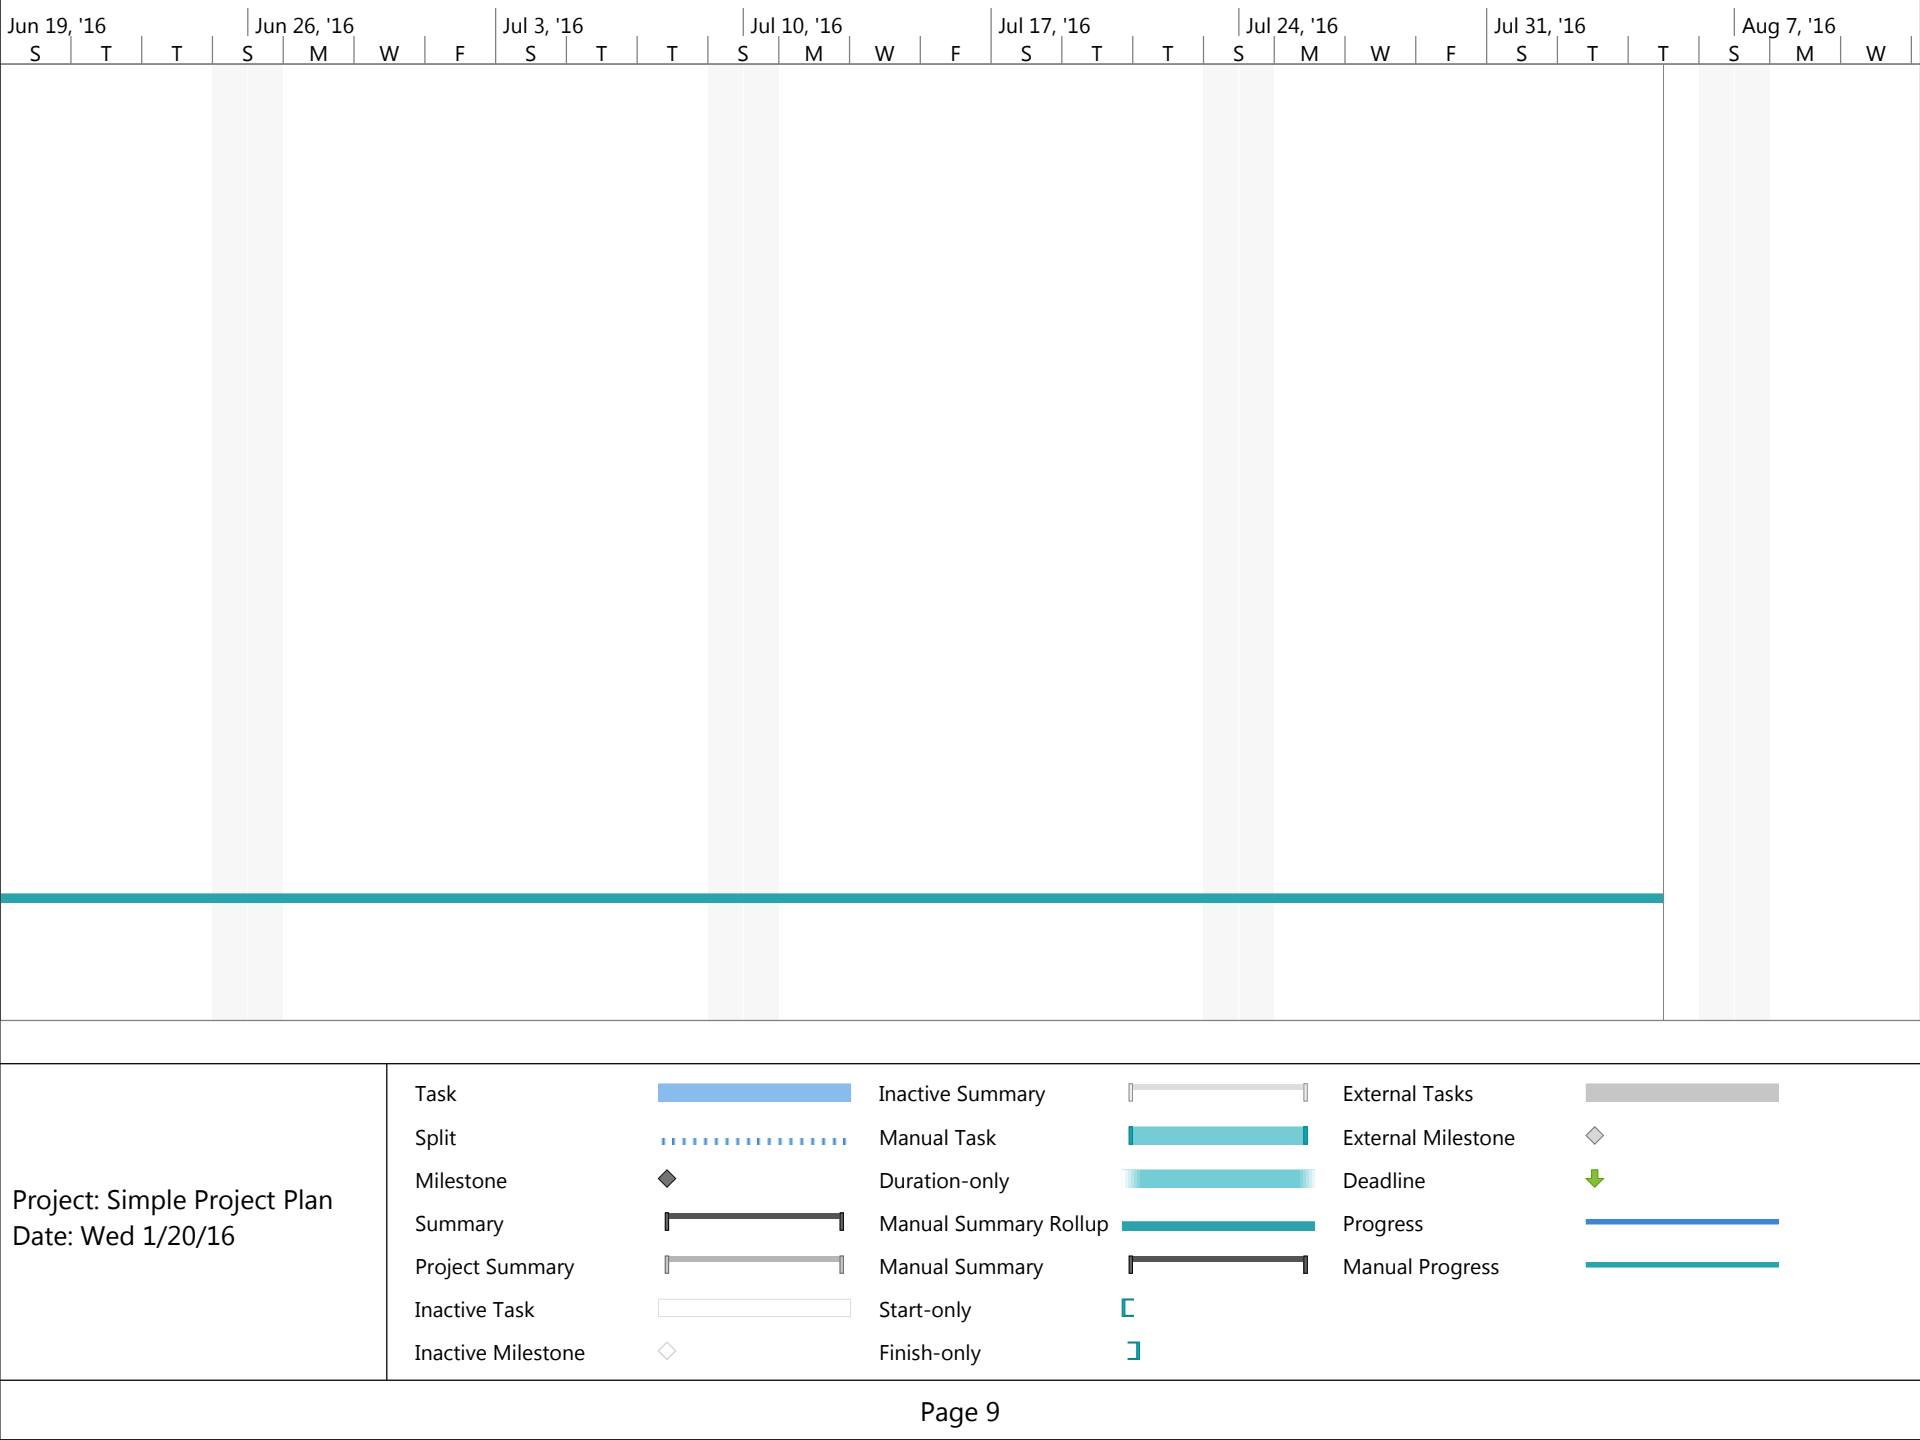 Jun 19, '16 Jun 26, '16 Jul 3, '16 Jul 10, '16 Jul 17, '16 Jul 24, '16 Jul 31, '16 Aug 7, '16
S T T S M W F S T T S M W F S T T S M W F S T T S M W
Task Inactive Summary External Tasks
Split Manual Task External Milestone
Milestone Duration-only Deadline
Project: Simple Project Plan
Summary Manual Summary Rollup Progress
Date: Wed 1/20/16
Project Summary Manual Summary Manual Progress
Inactive Task Start-only
Inactive Milestone Finish-only
Page 9